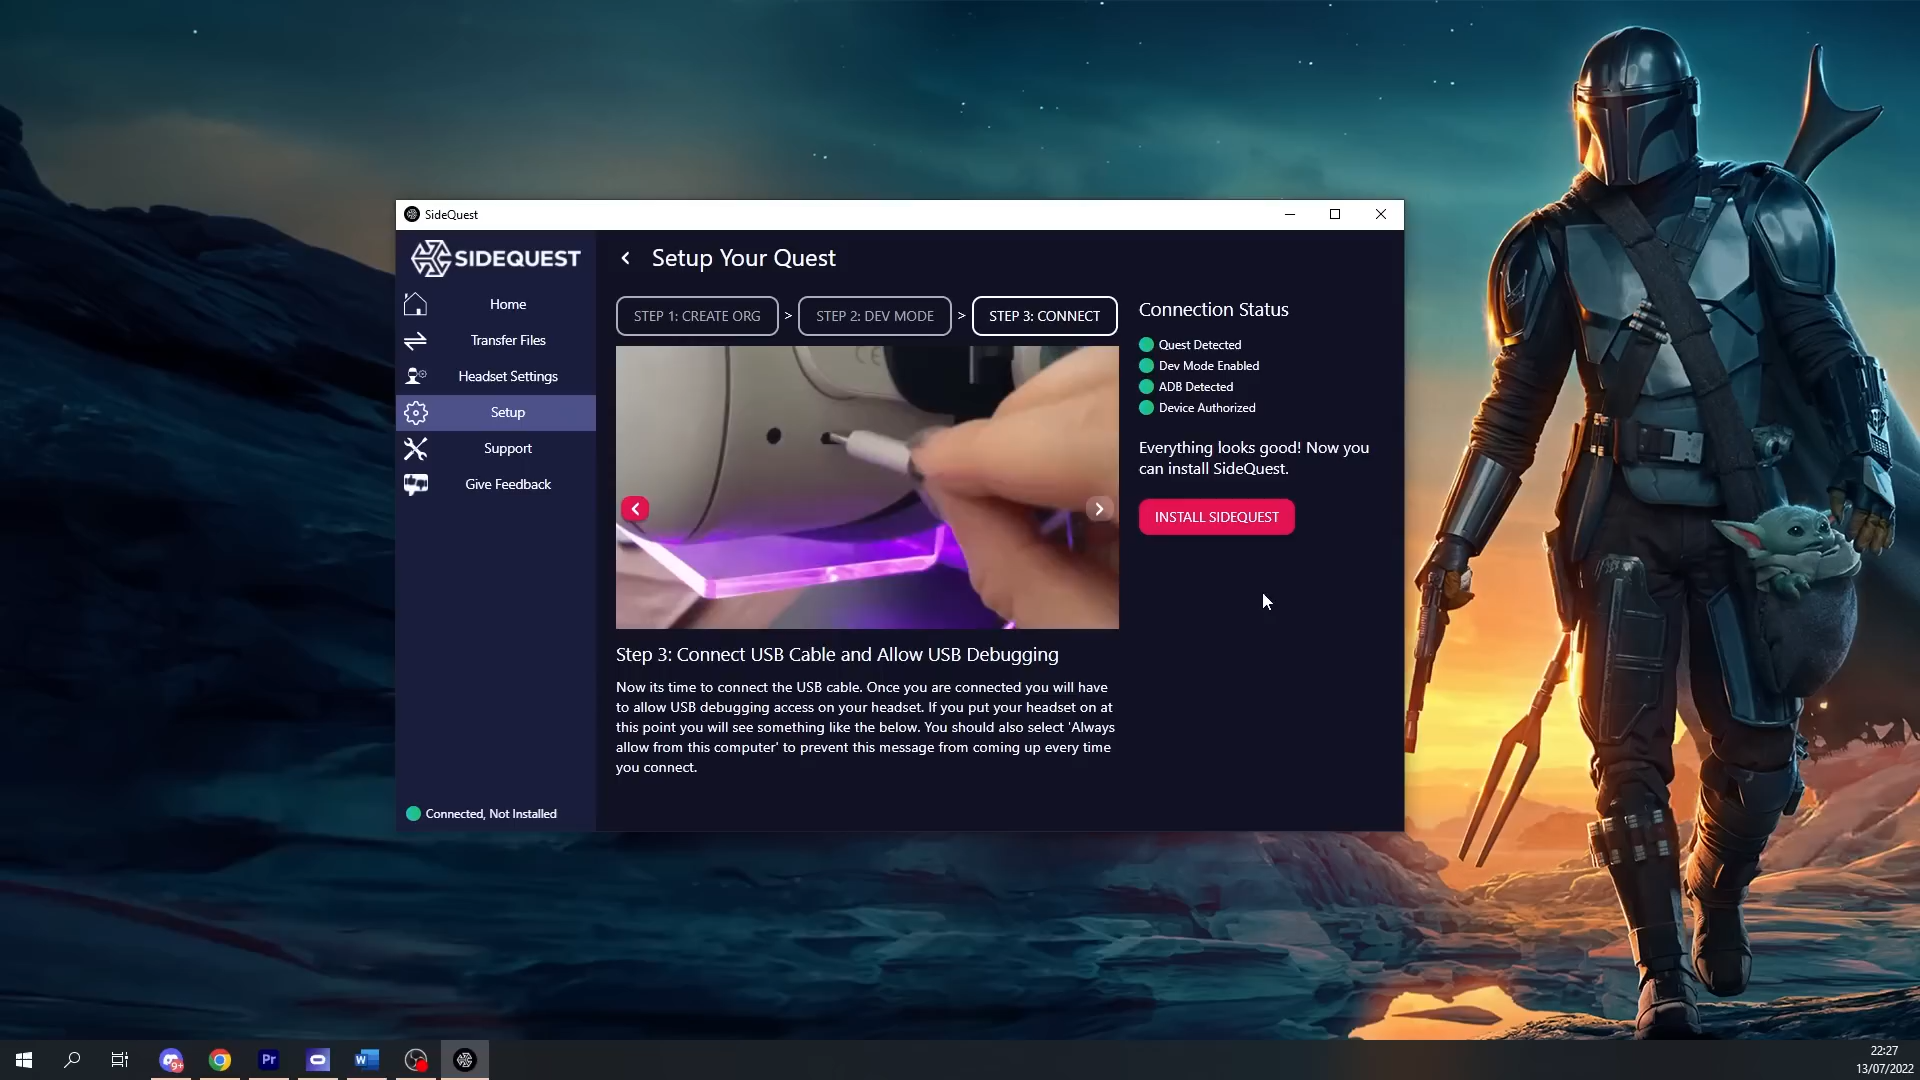 SideQuest
SIDEQUEST
Home
Transfer Files
Headset Settings
Setup
Support
Give Feedback
Connected, Not Installed
Setup Your Quest
STEP 1: CREATE ORG > STEP 2: DEV MODE > STEP 3: CONNECT
Step 3: Connect USB Cable and Allow USB Debugging
Now its time to connect the USB cable. Once you are connected you will have
to allow USB debugging access on your headset. If you put your headset on at
this point you will see something like the below. You should also select 'Always
allow from this computer' to prevent this message from coming up every time
you connect.
Connection Status
Quest Detected
Dev Mode Enabled
ADB Detected
Device Authorized
Everything looks good! Now you
can install SideQuest.
INSTALL SIDEQUEST
9+
Pr
W
22:27
13/07/2022